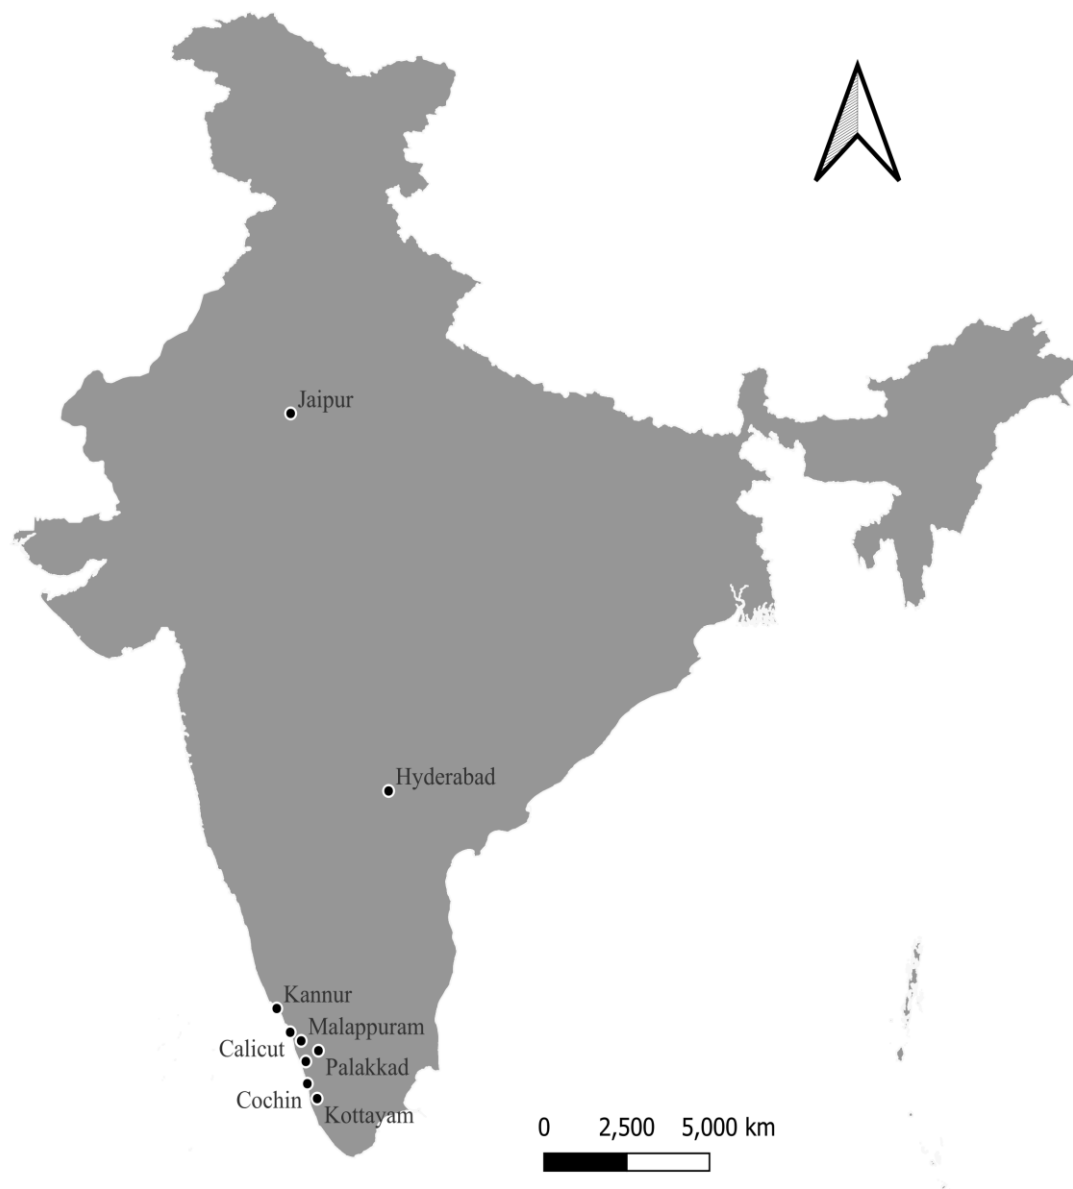 Jaipur
Hyderabad
Kannur
Malappuram
Calicut
Palakkad
Cochin
Kottayam
0 2,500 5,000 km